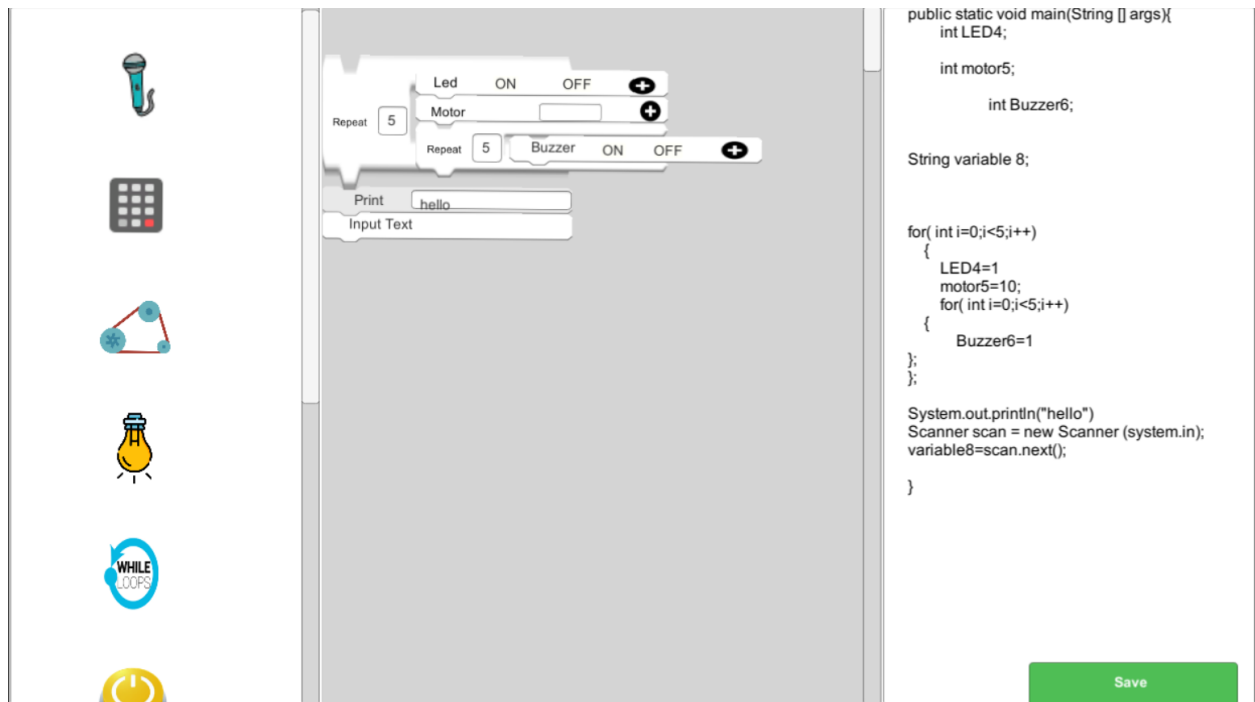 WHILE
LOOPS
Led ON OFF
Motor
Repeat 5
Repeat 5 Buzzer ON OFF
Print hello
Input Text
public static void main(String [] args){
int LED4;
int motor5;
int Buzzer6;
String variable 8;
for( int i=0;i<5;i++)
{
LED4=1
motor5=10;
for( int i=0;i<5;i++)
{
Buzzer6=1
};
};
System.out.println("hello")
Scanner scan = new Scanner (system.in);
variable8=scan.next();
}
Save